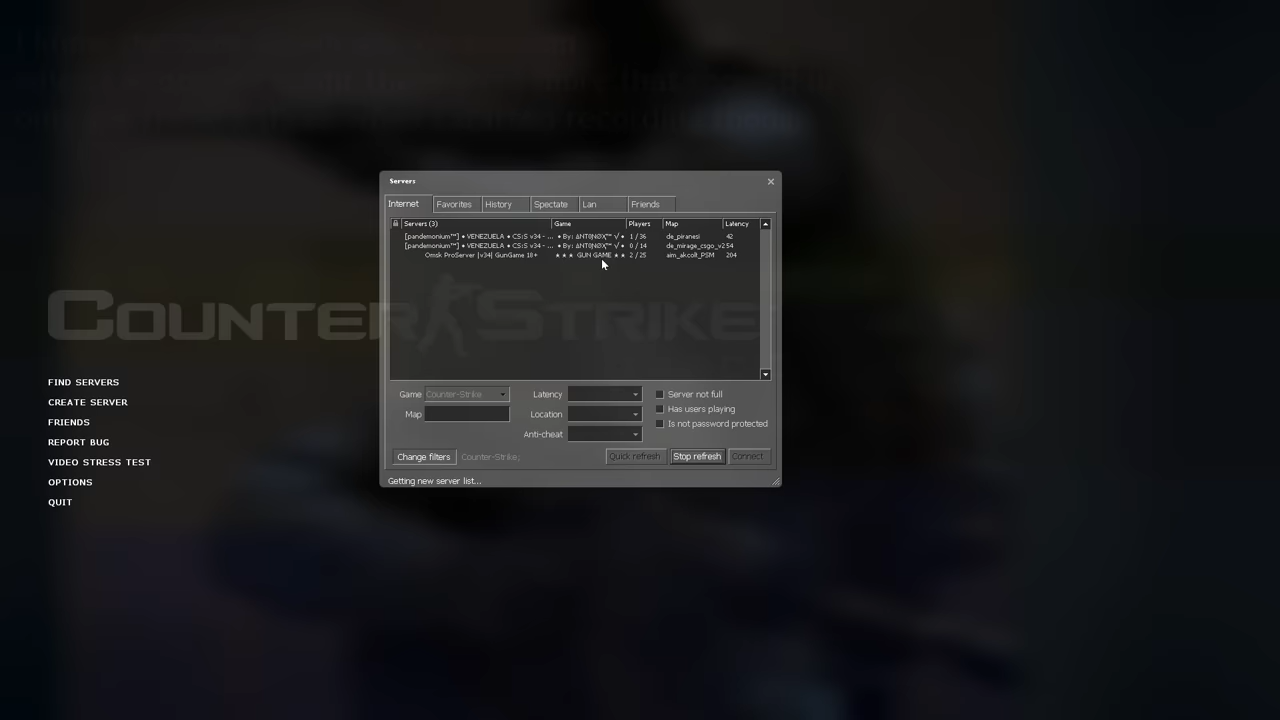 Servers
Internet Favorites History Spectate Lan Friends
Servers (3) Game Players Map Latency
[pandemonium™] • VENEZUELA • CS:S v34 - ... • By: ΔNT0NØX™ √ • 1 / 36 de_piranesi 42
[pandemonium™] • VENEZUELA • CS:S v34 - ... • By: ΔNT0NØX™ √ • 0 / 14 de_mirage_csgo_v2 54
Omsk ProServer |v34| GunGame 18+ ★ ★ ★ GUN GAME ★ ★ 2 / 25 aim_akcolt_PSM 204
COUNTER STRIKE
FIND SERVERS
CREATE SERVER
FRIENDS
REPORT BUG
VIDEO STRESS TEST
OPTIONS
QUIT
Game Counter-Strike Latency Server not full
Map Location Has users playing
Anti-cheat Is not password protected
Change filters Counter-Strike; Quick refresh Stop refresh Connect
Getting new server list...